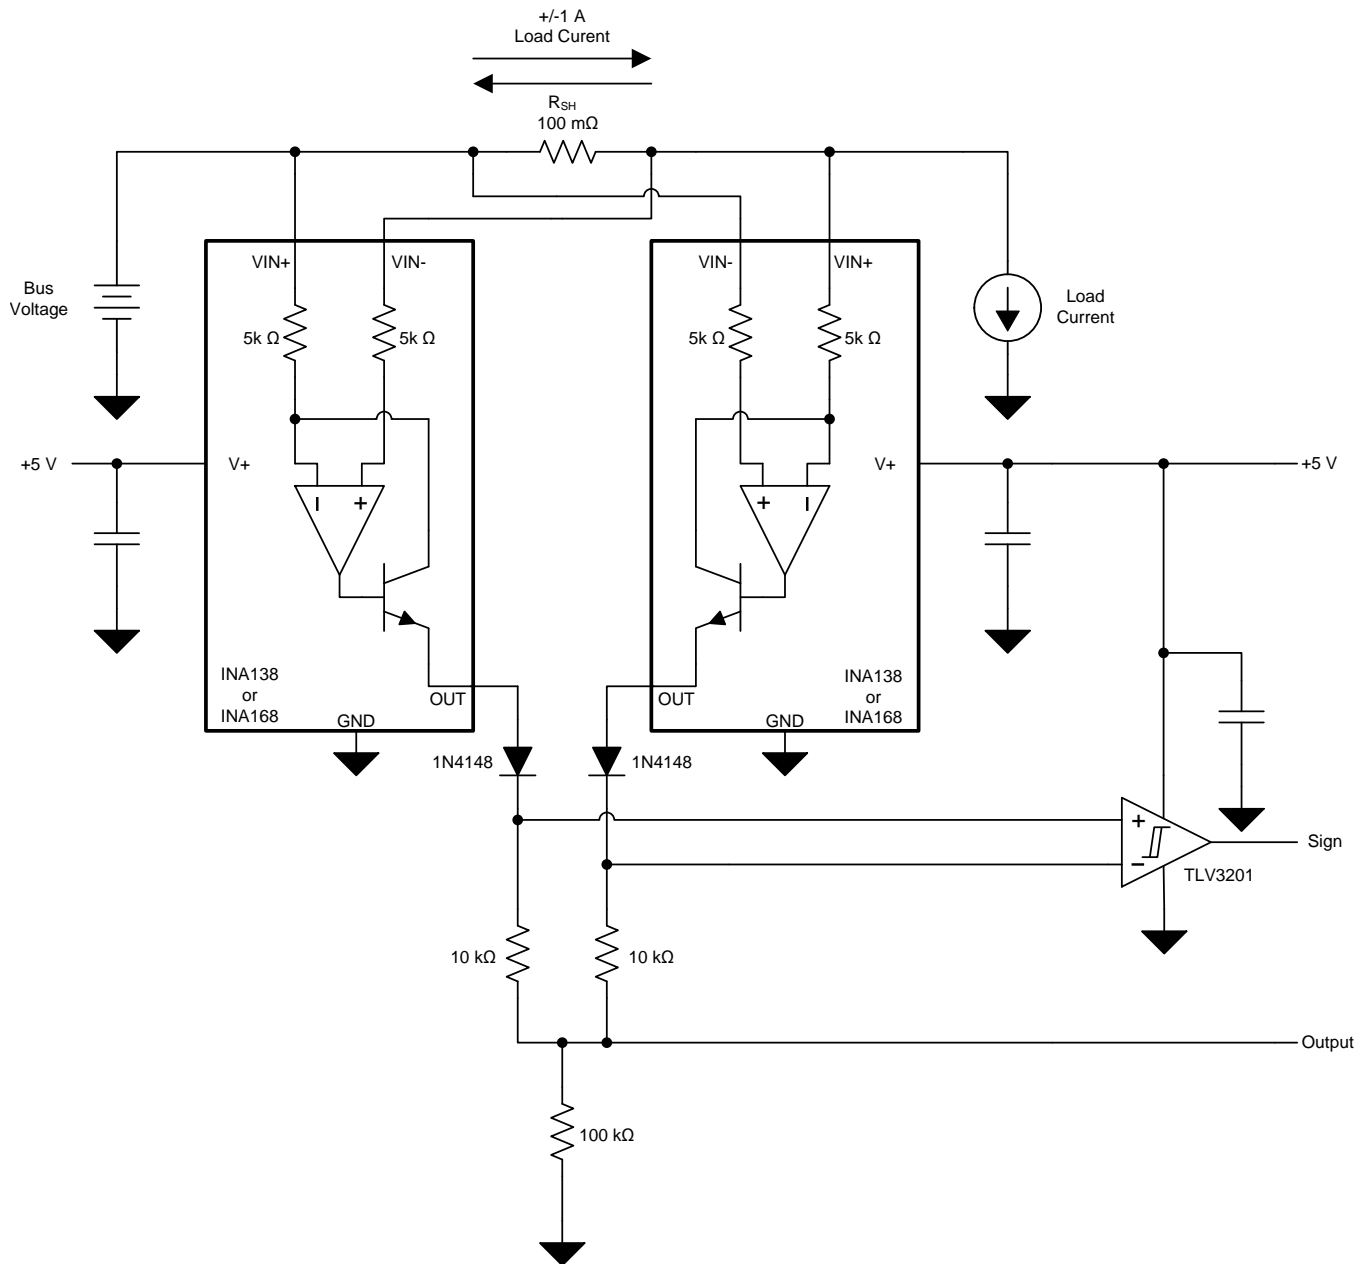 +/-1 A
Load Curent
RSH
100 mΩ
VIN+
VIN-
VIN-
VIN+
Bus
Voltage
5k Ω
5k Ω
5k Ω
5k Ω
Load
Current
+5 V
V+
V+
+5 V
INA138
or
INA168
OUT
GND
INA138
or
INA168
OUT
GND
1N4148
1N4148
+
-
Sign
TLV3201
10 kΩ
10 kΩ
Output
100 kΩ